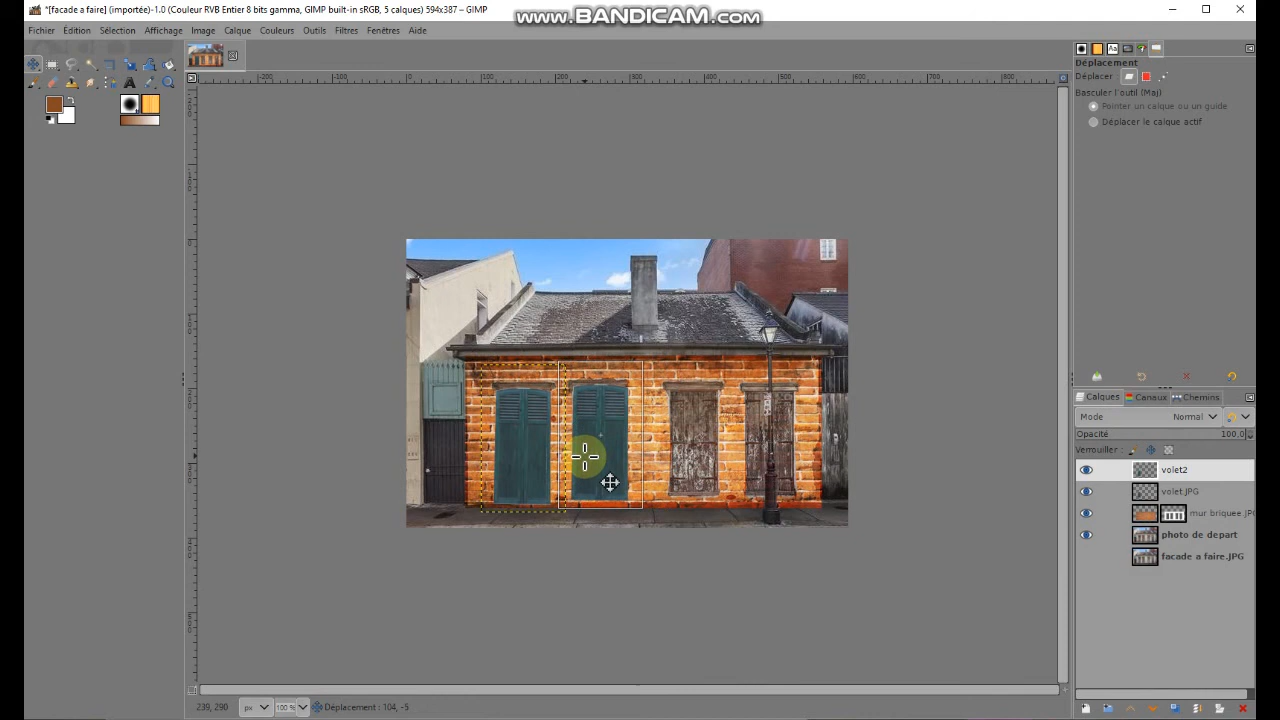 *[facade a faire] (importée)-1.0 (Couleur RVB Entier 8 bits gamma, GIMP built-in sRGB, 5 calques) 594x387 – GIMP
www.BANDICAM.com
Fichier Édition Sélection Affichage Image Calque Couleurs Outils Filtres Fenêtres Aide
Déplacement
Déplacer :
Basculer l'outil (Maj)
Pointer un calque ou un guide
Déplacer le calque actif
Calques Canaux Chemins
Mode Normal
Opacité 100,0
Verrouiller :
volet2
volet.JPG
mur briquee.JPG
photo de depart
facade a faire.JPG
239, 290 px 100 % Déplacement : 104, -5